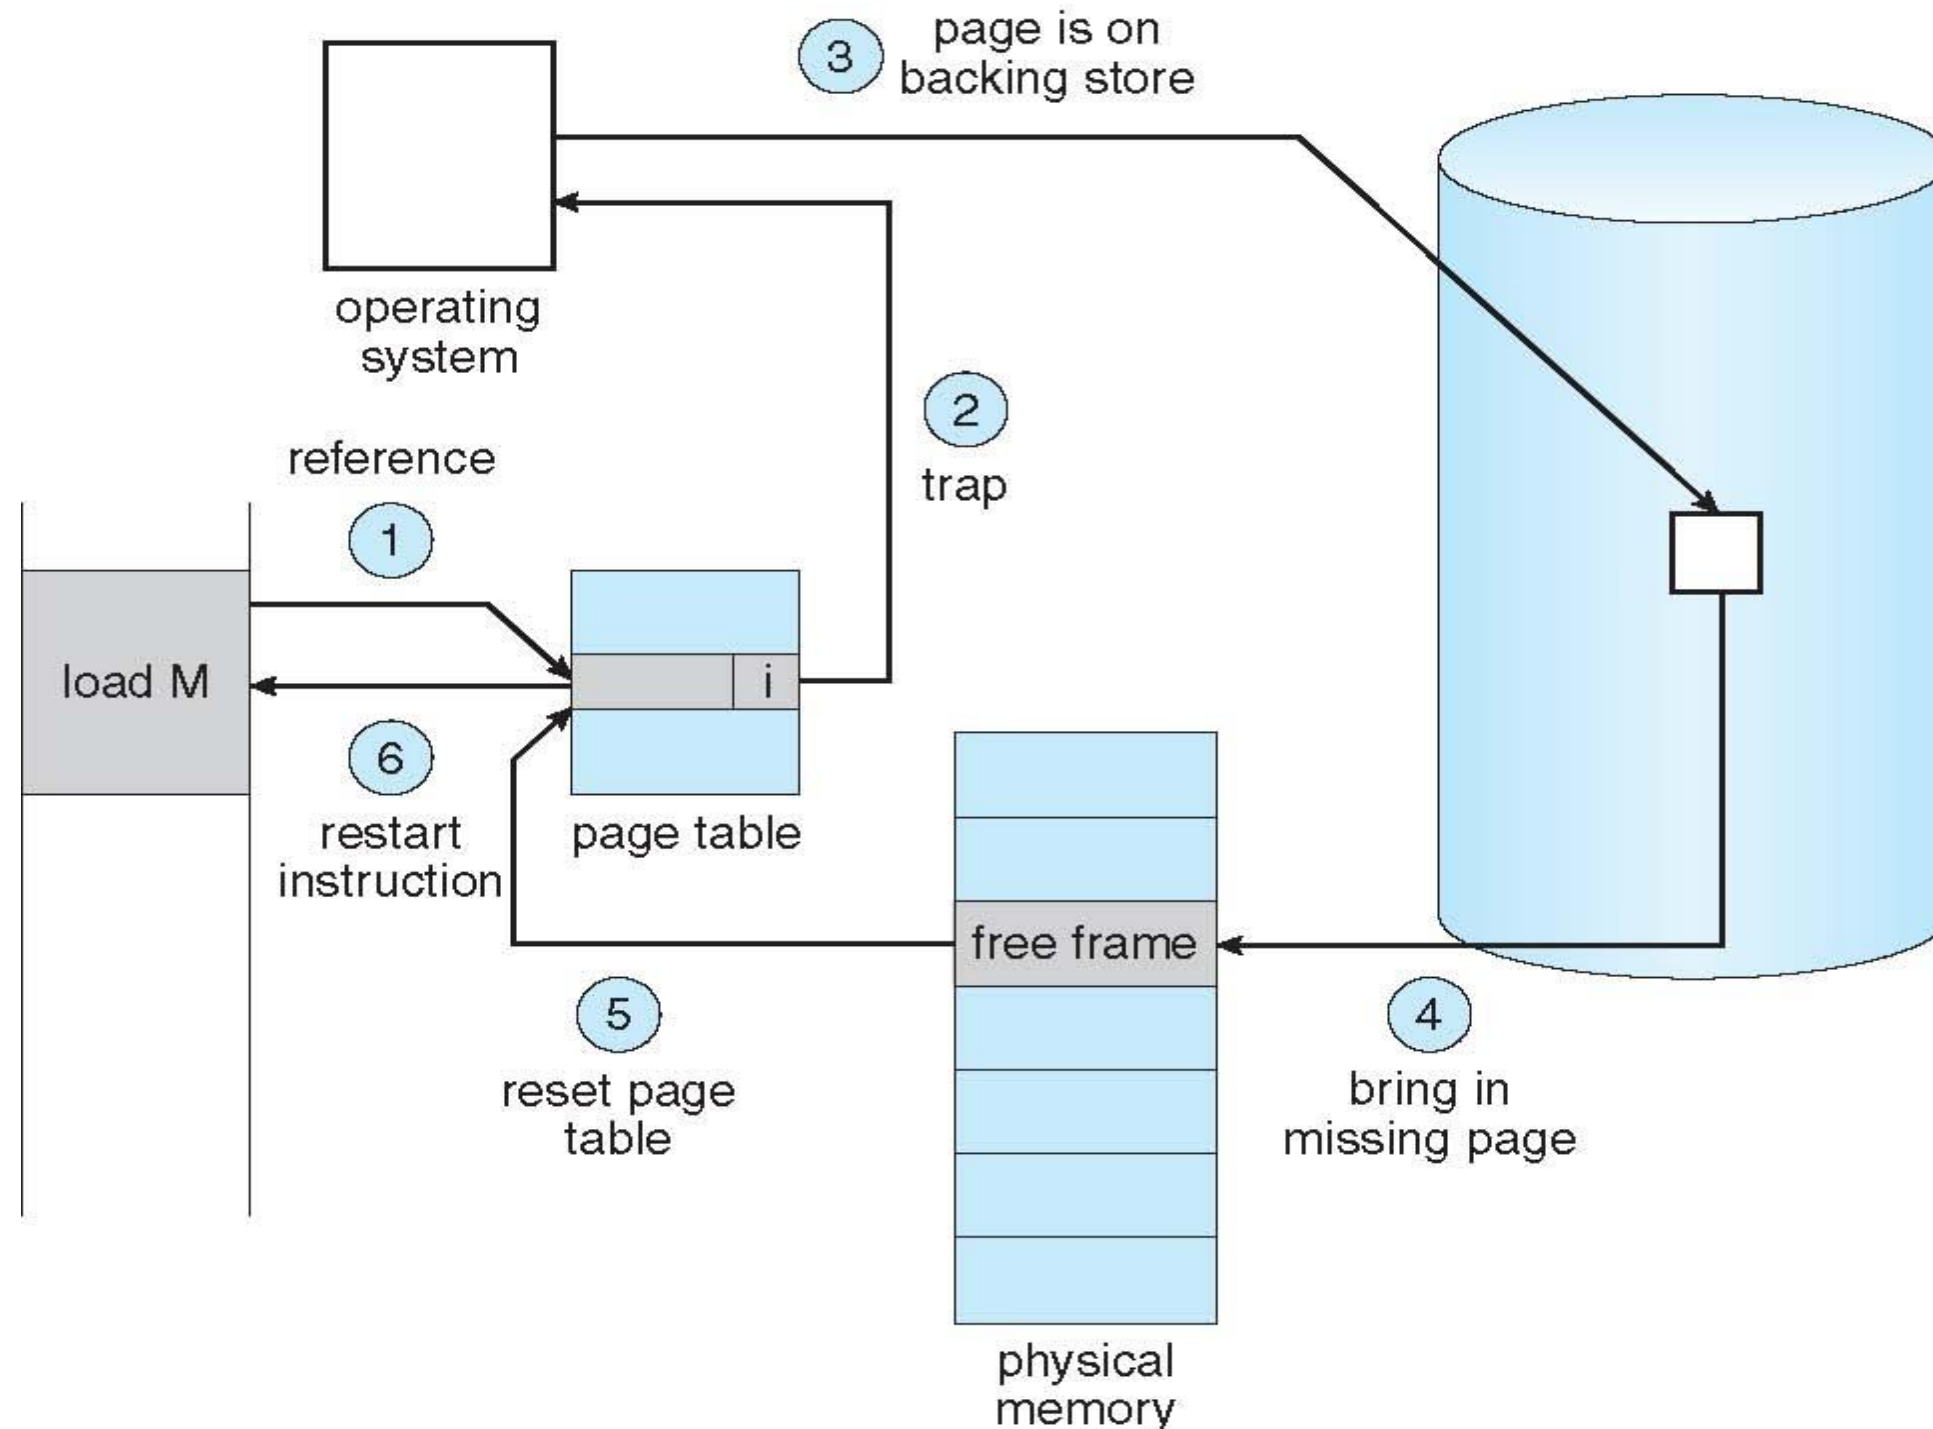 3
page is on
backing store
operating
system
2
trap
reference
1
load M
i
6
restart
instruction
page table
free frame
5
reset page
table
4
bring in
missing page
physical
memory